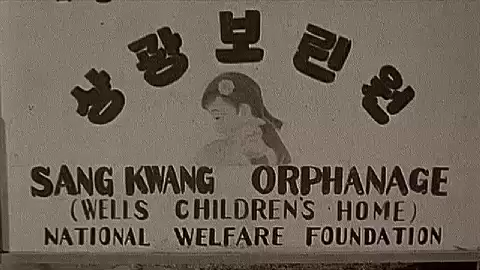 상광보린원
SANG KWANG ORPHANAGE
(WELLS CHILDREN'S HOME)
NATIONAL WELFARE FOUNDATION